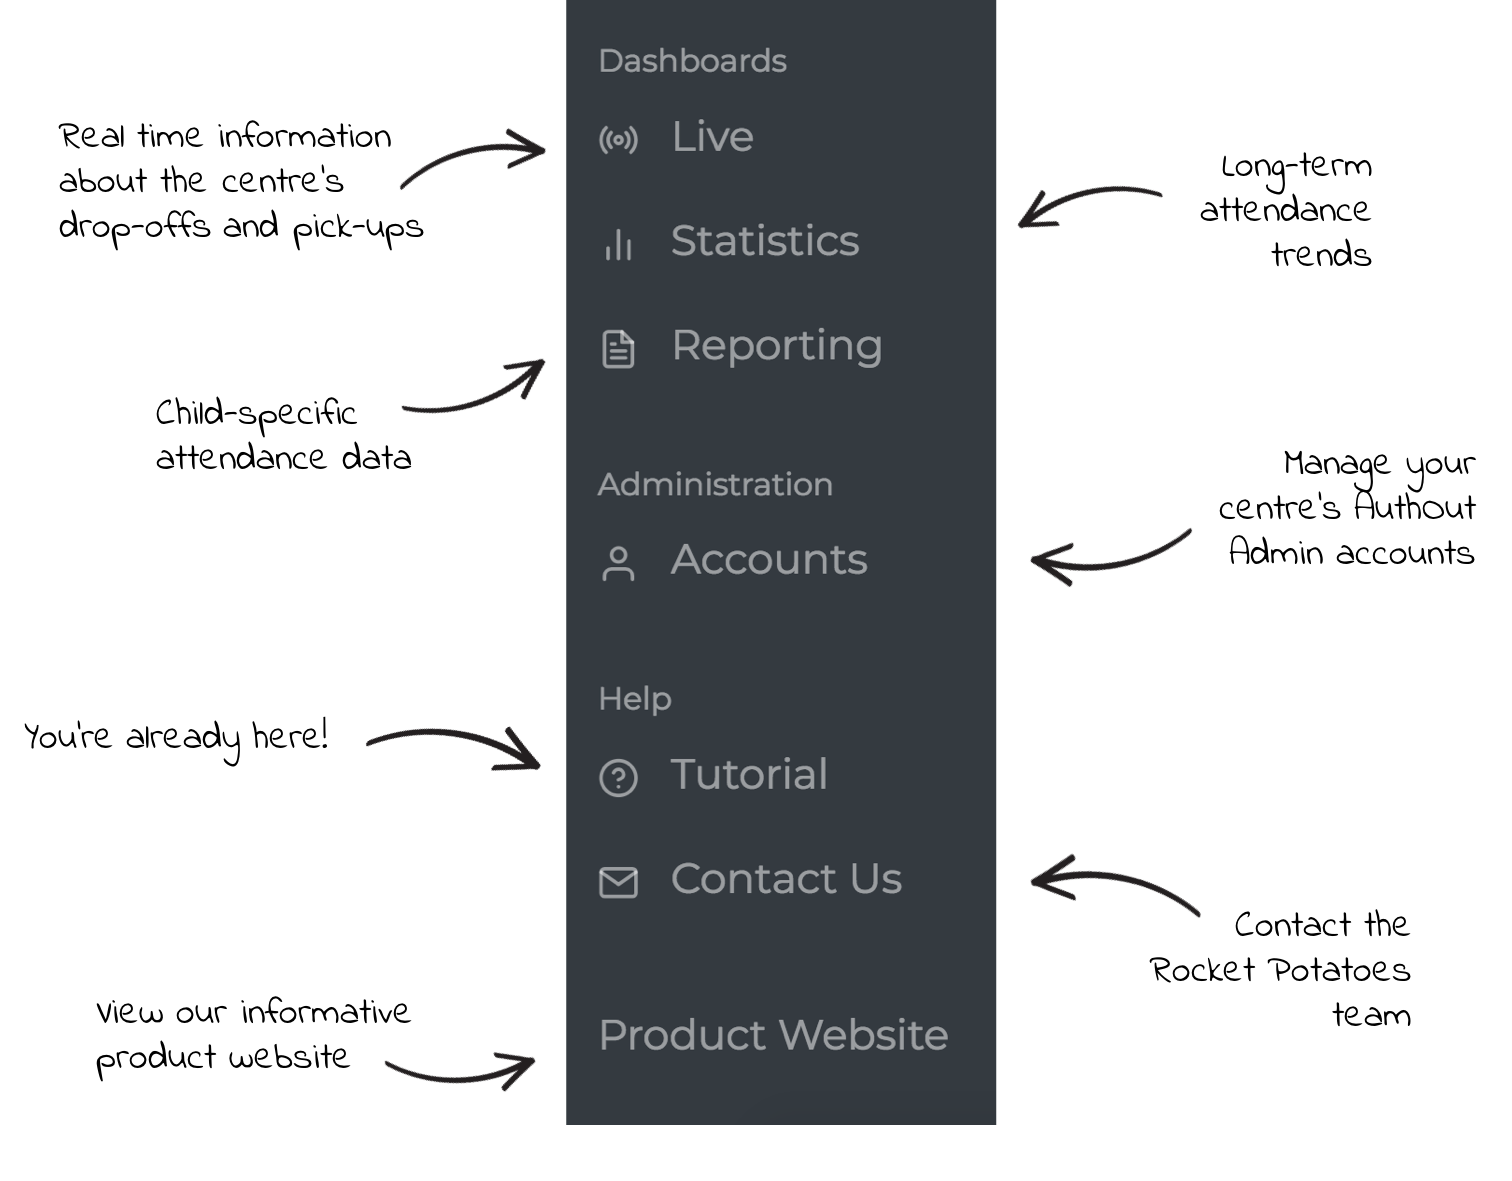 Dashboards
Real time information
about the centre's
drop-offs and pick-ups
Live
Long-term
attendance
trends
Statistics
Reporting
Child-specific
attendance data
Administration
Manage your
centre's Authout
Admin accounts
Accounts
Help
You're already here!
Tutorial
Contact Us
Contact the
Rocket Potatoes
team
View our informative
product website
Product Website